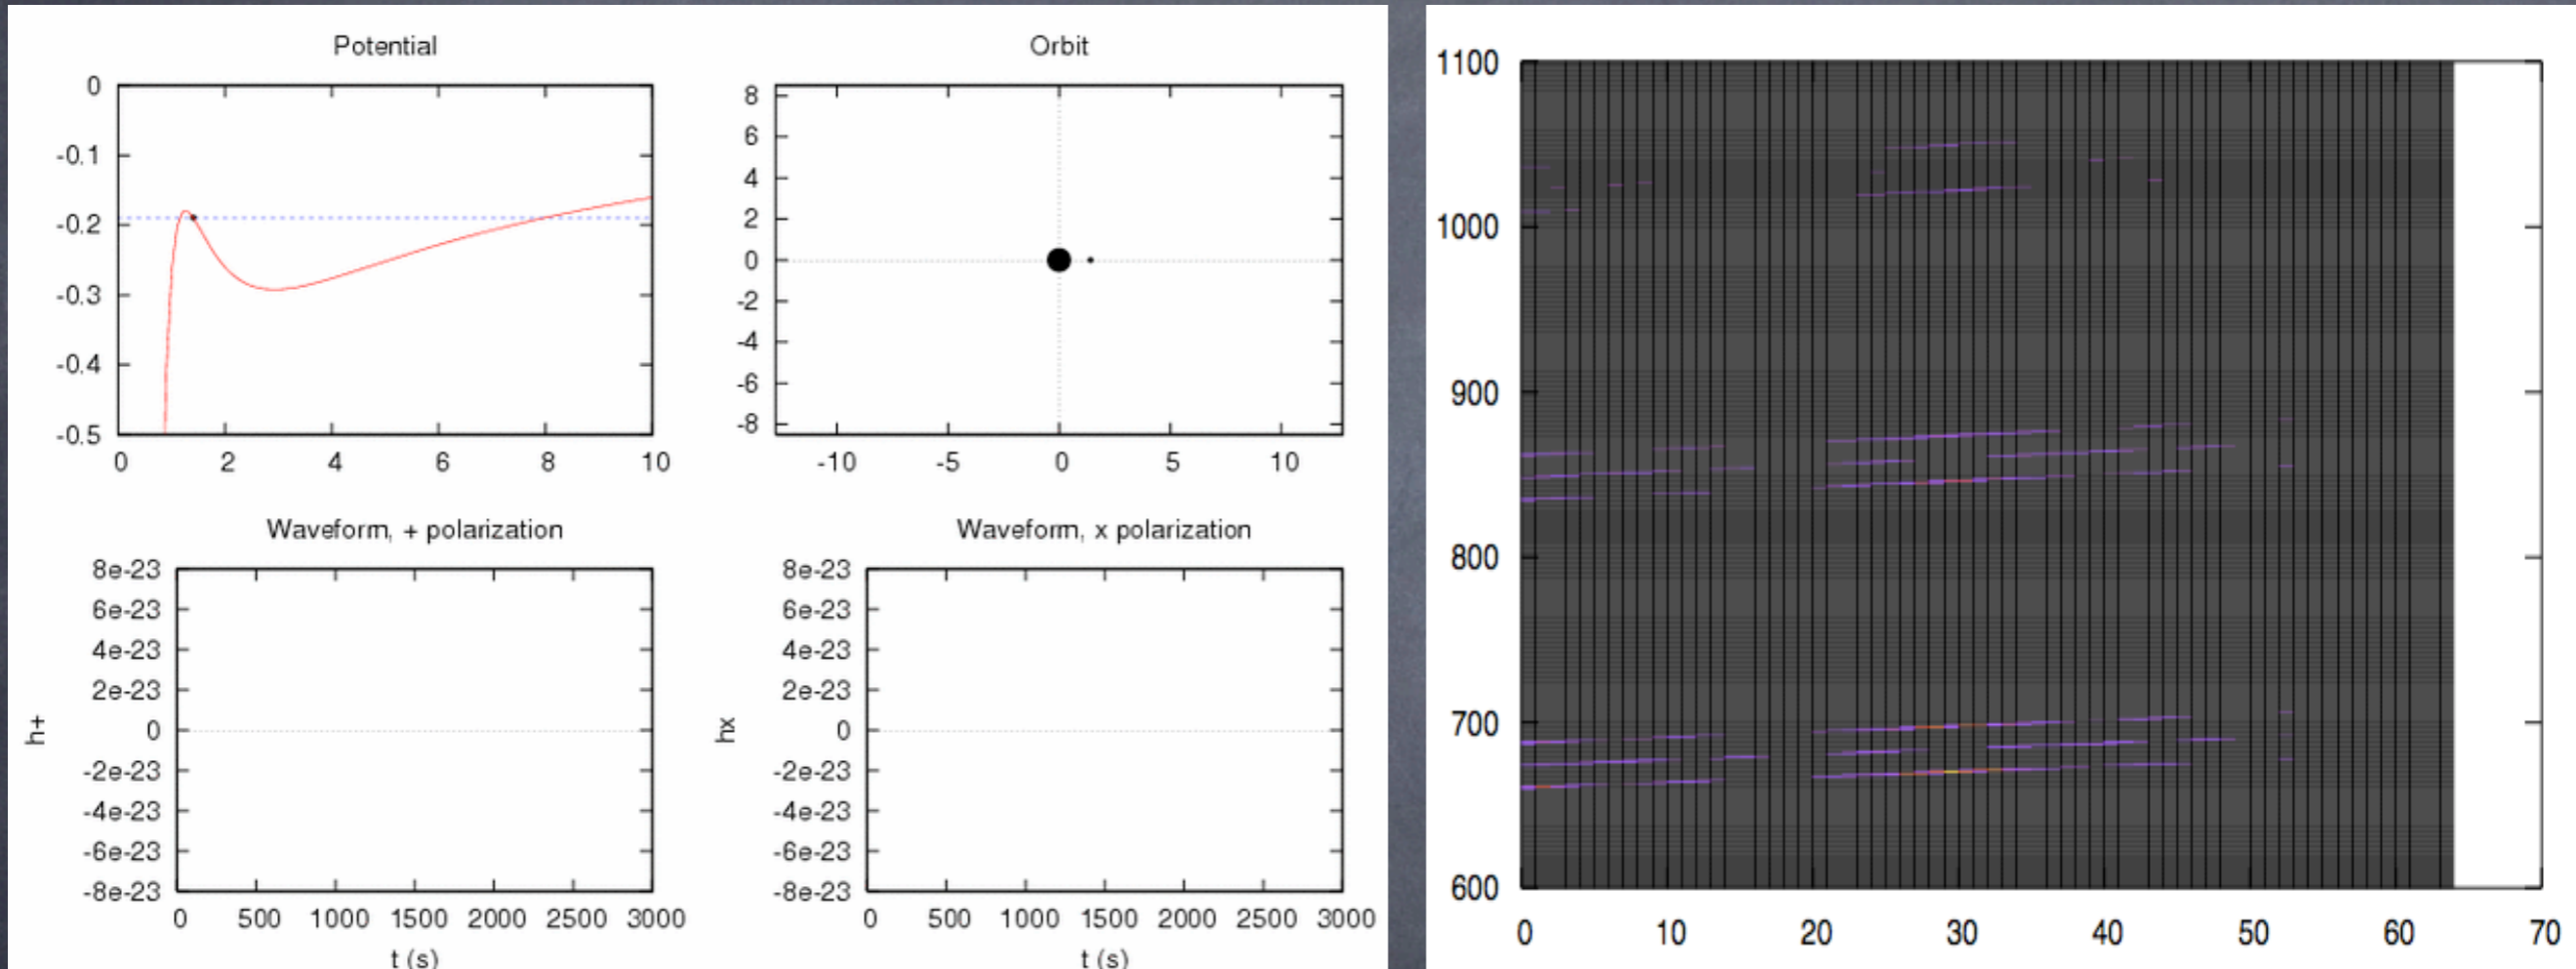 Potential
0
-0.1
-0.2
-0.3
-0.4
-0.5
0 2 4 6 8 10
Orbit
8
6
4
2
0
-2
-4
-6
-8
-10 -5 0 5 10
Waveform, + polarization
8e-23
6e-23
4e-23
2e-23
0
-2e-23
-4e-23
-6e-23
-8e-23
h+
0 500 1000 1500 2000 2500 3000
t (s)
Waveform, x polarization
8e-23
6e-23
4e-23
2e-23
0
-2e-23
-4e-23
-6e-23
-8e-23
hx
0 500 1000 1500 2000 2500 3000
t (s)
1100
1000
900
800
700
600
0 10 20 30 40 50 60 70